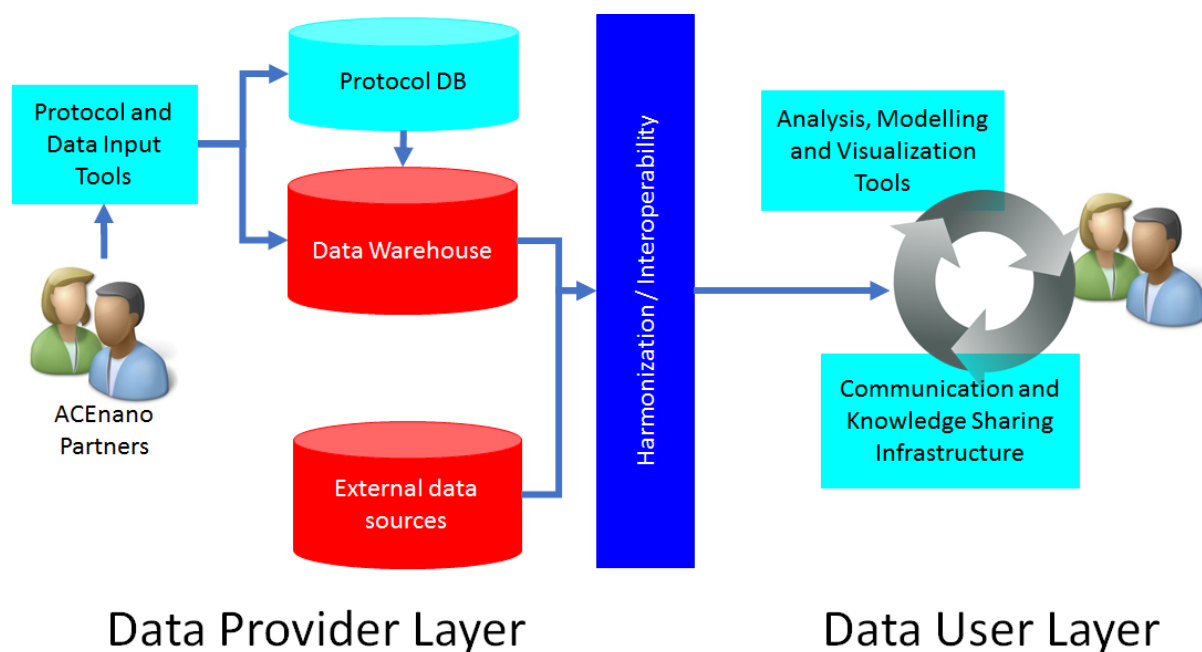 Protocol and
Data Input
Tools
ACEnano
Partners
Protocol DB
Data Warehouse
External data
sources
Harmonization / Interoperability
Analysis, Modelling
and Visualization
Tools
Communication and
Knowledge Sharing
Infrastructure
Data Provider Layer
Data User Layer